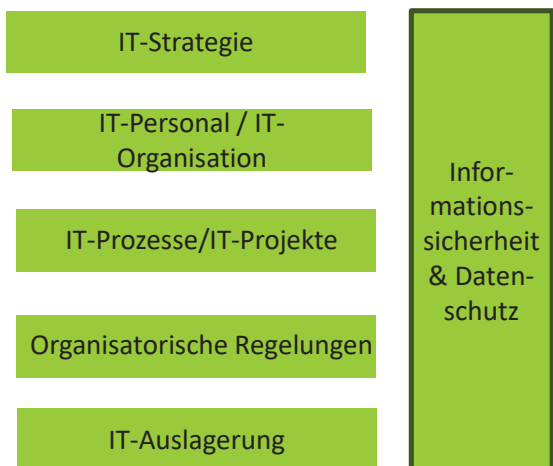 IT-Strategie
IT-Personal / IT-
Organisation
IT-Prozesse/IT-Projekte
Organisatorische Regelungen
IT-Auslagerung
Infor-
mations-
sicherheit
& Daten-
schutz